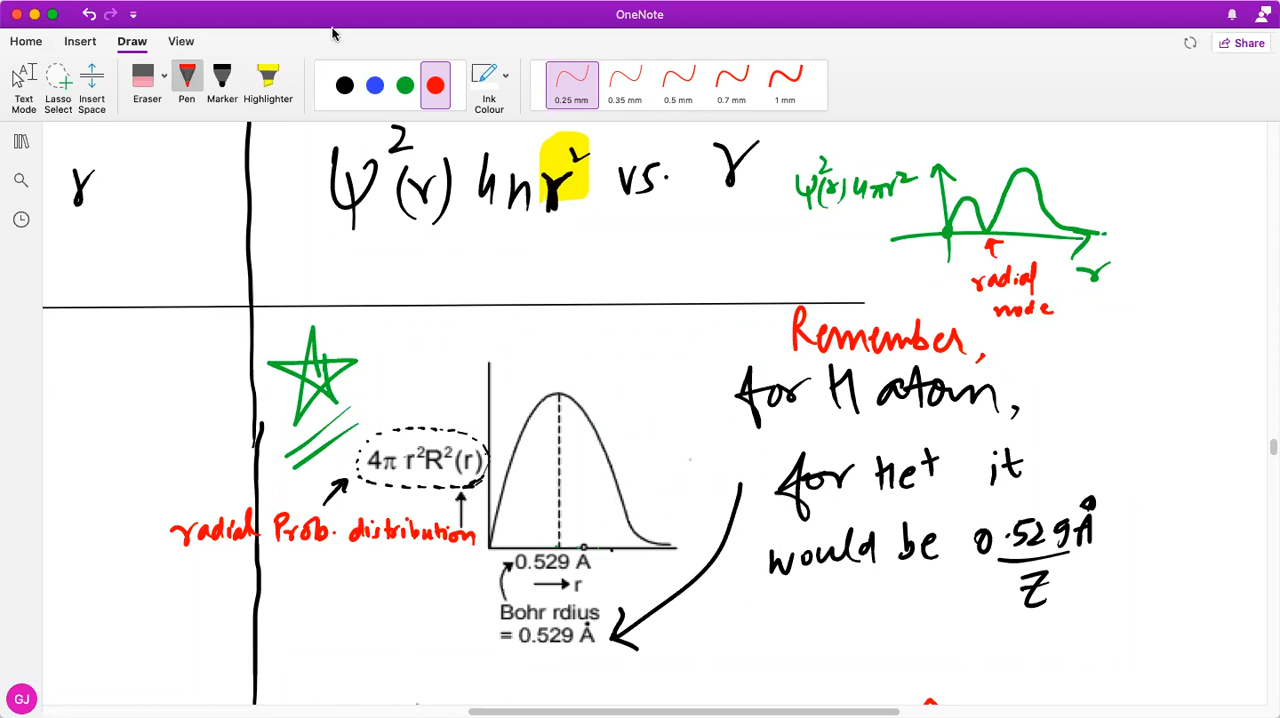 OneNote
Home Insert Draw View
Share
Text Mode
Lasso Select
Insert Space
Eraser
Pen
Marker
Highlighter
Ink Colour
0.25 mm 0.35 mm 0.5 mm 0.7 mm 1 mm
r
ψ²(r) 4π r² vs. r
ψ²(r) 4πr²
r
radial
node
Remember,
for H atom,
for He+ it
would be 0.529Å
Z
4π r²R²(r)
radial Prob. distribution
0.529 Å
→ r
Bohr rdius
= 0.529 Å
GJ